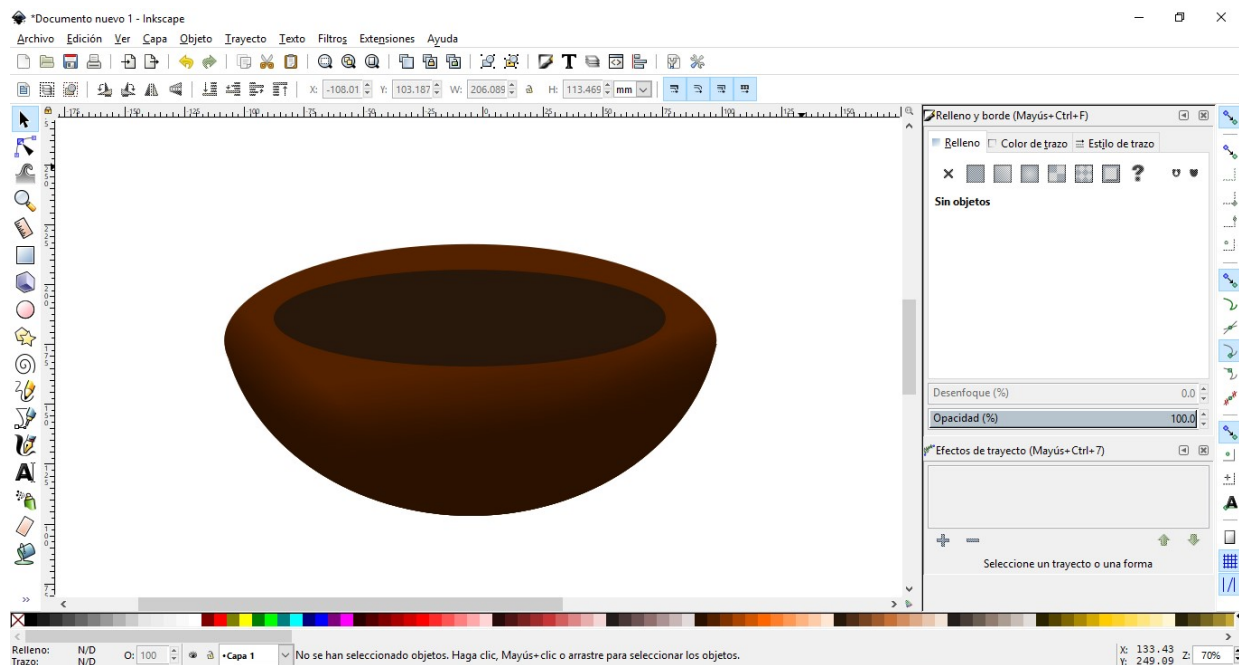 *Documento nuevo 1 - Inkscape
Archivo Edición Ver Capa Objeto Trayecto Texto Filtros Extensiones Ayuda
X: -108.01 Y: 103.187 W: 206.089 H: 113.469 mm
Relleno y borde (Mayús+Ctrl+F)
Relleno Color de trazo Estilo de trazo
Sin objetos
Desenfoque (%) 0.0
Opacidad (%) 100.0
Efectos de trayecto (Mayús+Ctrl+7)
Seleccione un trayecto o una forma
Relleno: N/D
Trazo: N/D
O: 100 •Capa 1 No se han seleccionado objetos. Haga clic, Mayús+clic o arrastre para seleccionar los objetos.
X: 133.43
Y: 249.09
Z: 70%